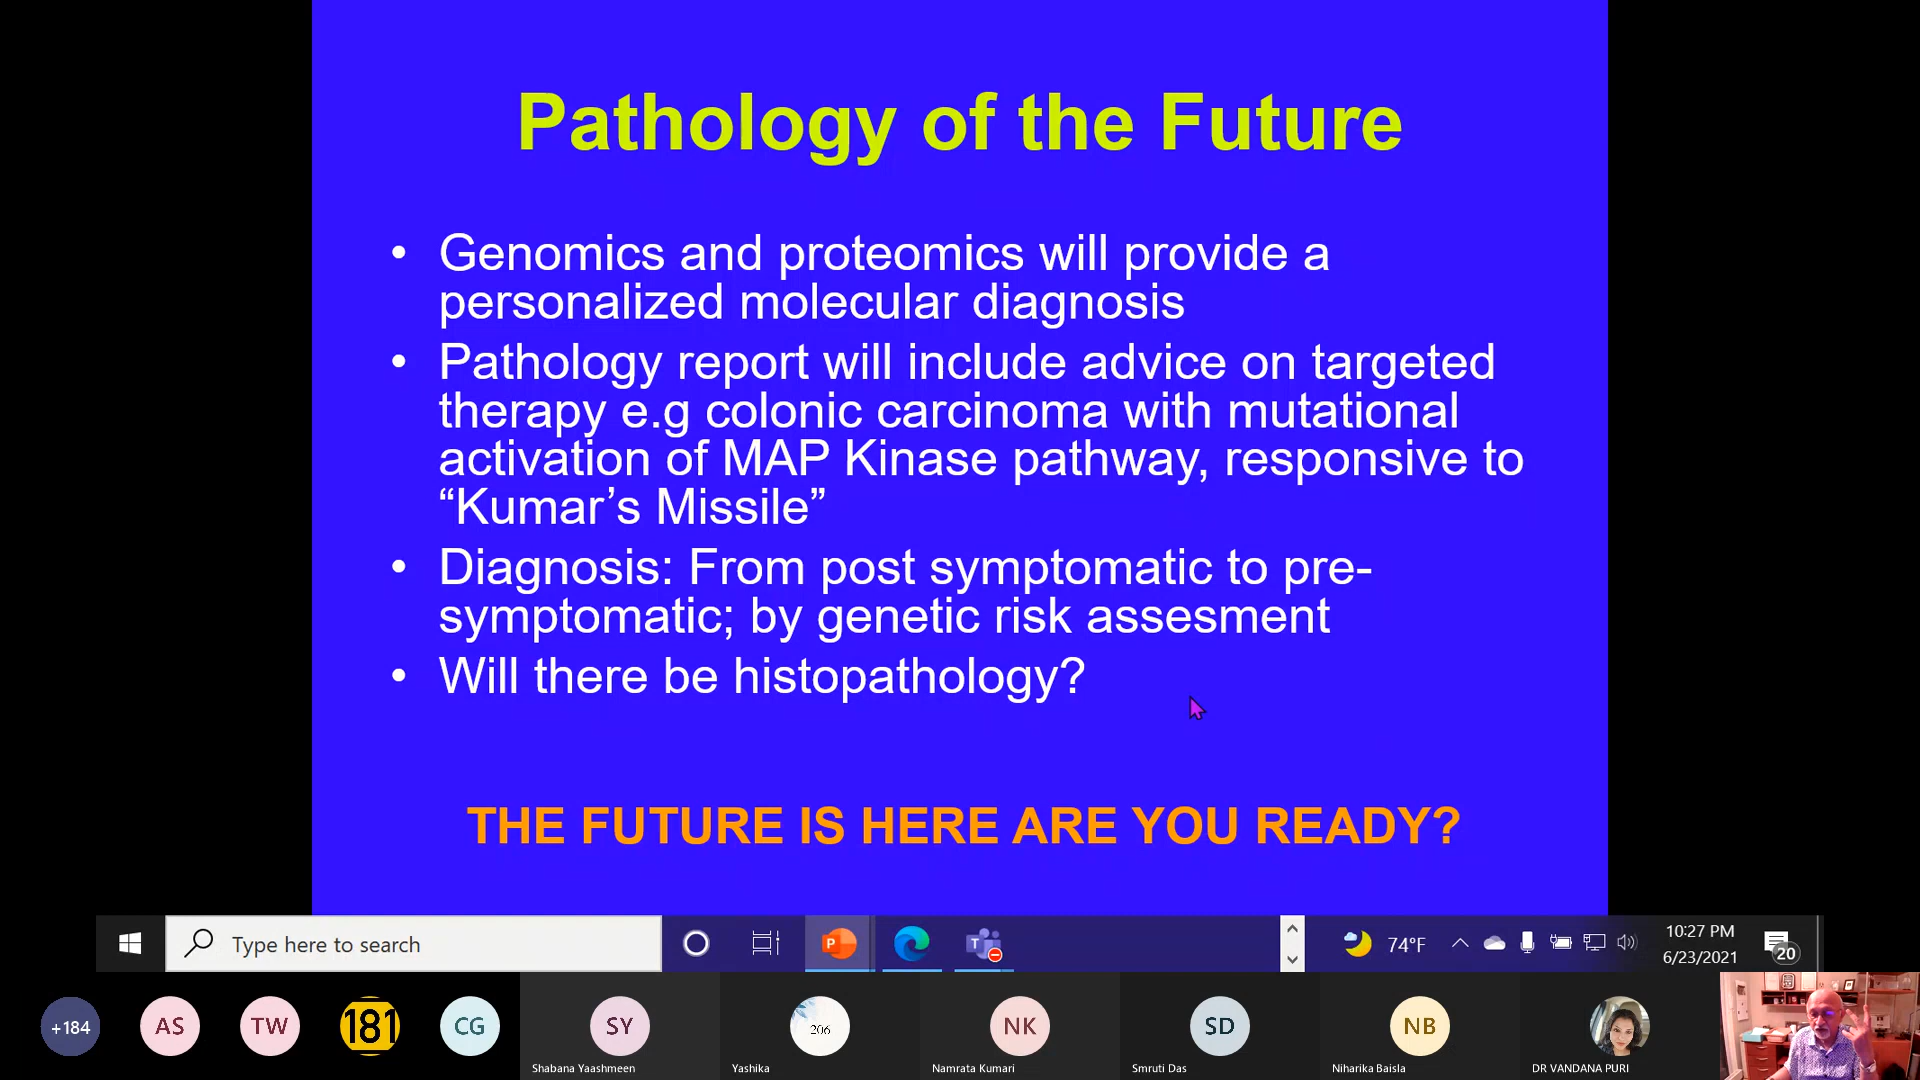 Pathology of the Future
• Genomics and proteomics will provide a
personalized molecular diagnosis
• Pathology report will include advice on targeted
therapy e.g colonic carcinoma with mutational
activation of MAP Kinase pathway, responsive to
“Kumar’s Missile”
• Diagnosis: From post symptomatic to pre-
symptomatic; by genetic risk assesment
• Will there be histopathology?
THE FUTURE IS HERE ARE YOU READY?
Type here to search
P
T
74°F
10:27 PM
6/23/2021
20
+184
AS
TW
181
CG
SY
206
NK
SD
NB
Shabana Yaashmeen
Yashika
Namrata Kumari
Smruti Das
Niharika Baisla
DR VANDANA PURI